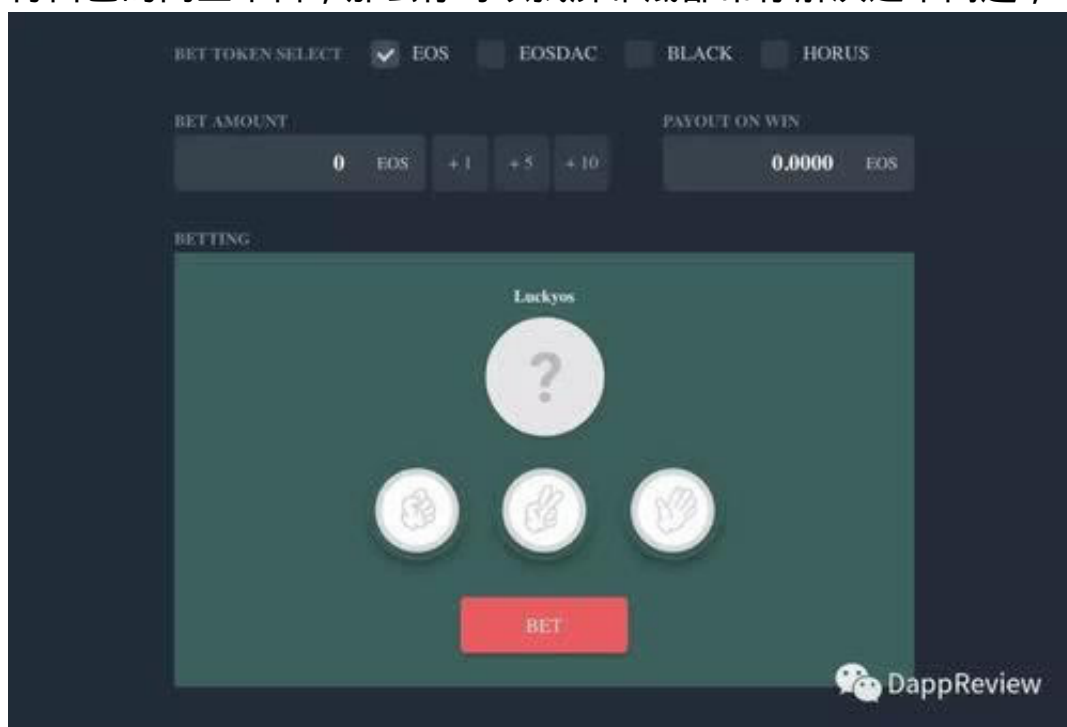 BET TOKEN SELECT EOS EOSDAC BLACK HORUS
BET AMOUNT PAYOUT ON WIN
0 EOS + 1 + 5 + 10 0.0000 EOS
BETTING
Luckyos
?
BET
DappReview